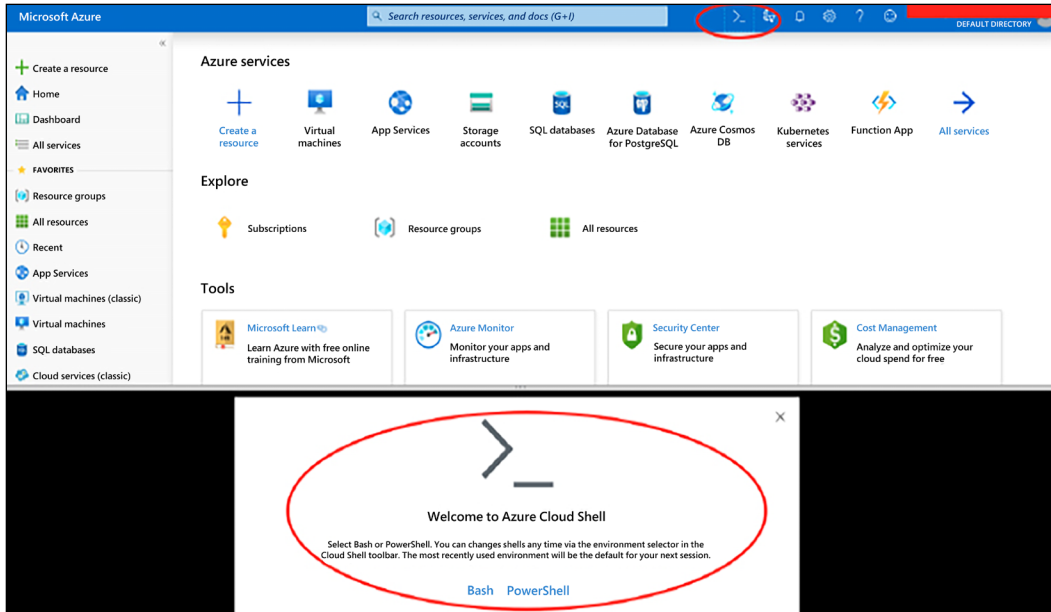 Microsoft Azure
Search resources, services, and docs (G+/)
DEFAULT DIRECTORY
Create a resource
Home
Dashboard
All services
FAVORITES
Resource groups
All resources
Recent
App Services
Virtual machines (classic)
Virtual machines
SQL databases
Cloud services (classic)
Azure services
Create a
resource
Virtual
machines
App Services
Storage
accounts
SQL databases
Azure Database
for PostgreSQL
Azure Cosmos
DB
Kubernetes
services
Function App
All services
Explore
Subscriptions
Resource groups
All resources
Tools
Microsoft Learn
Learn Azure with free online
training from Microsoft
Azure Monitor
Monitor your apps and
infrastructure
Security Center
Secure your apps and
infrastructure
Cost Management
Analyze and optimize your
cloud spend for free
Welcome to Azure Cloud Shell
Select Bash or PowerShell. You can changes shells any time via the environment selector in the
Cloud Shell toolbar. The most recently used environment will be the default for your next session.
Bash PowerShell